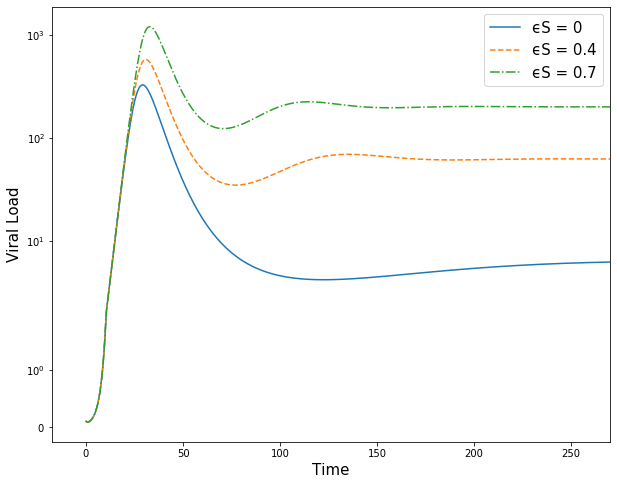 ϵS = 0
ϵS = 0.4
ϵS = 0.7
10³
10²
10¹
10⁰
0
Viral Load
0 50 100 150 200 250
Time